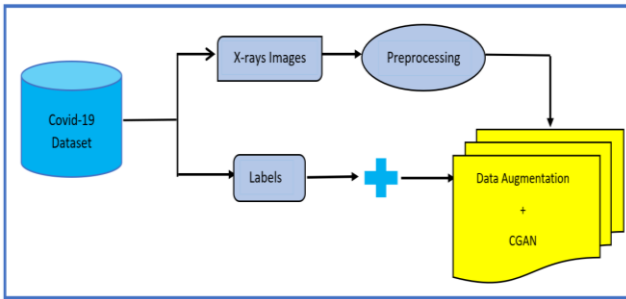 X-rays Images
Preprocessing
Covid-19
Dataset
Labels
Data Augmentation
+
CGAN